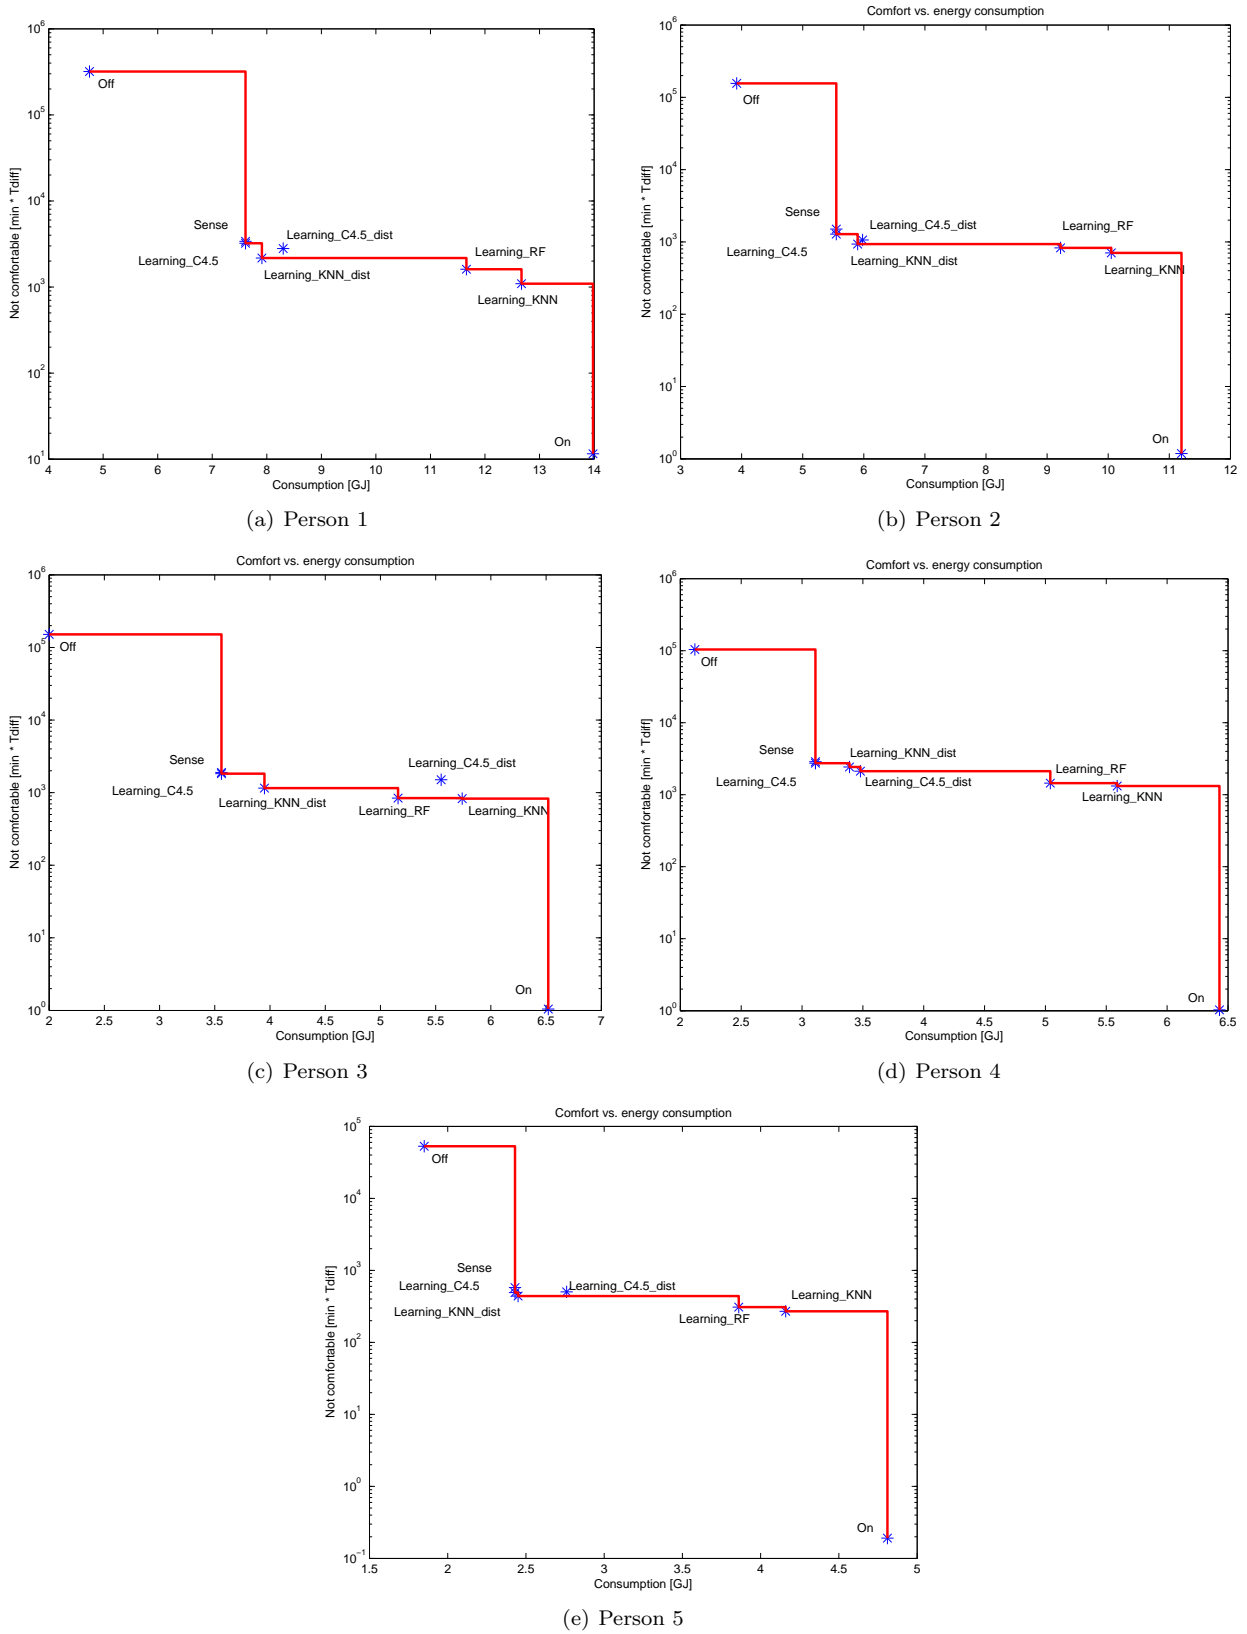 Not comfortable [min * Tdiff]
10^6
10^5
10^4
10^3
10^2
10^1
Off
Sense
Learning_C4.5
Learning_C4.5_dist
Learning_KNN_dist
Learning_RF
Learning_KNN
On
4 5 6 7 8 9 10 11 12 13 14
Consumption [GJ]
(a) Person 1
Comfort vs. energy consumption
Not comfortable [min * Tdiff]
10^6
10^5
10^4
10^3
10^2
10^1
10^0
Off
Sense
Learning_C4.5_dist
Learning_C4.5
Learning_KNN_dist
Learning_RF
Learning_KNN
On
3 4 5 6 7 8 9 10 11 12
Consumption [GJ]
(b) Person 2
Comfort vs. energy consumption
Not comfortable [min * Tdiff]
10^6
10^5
10^4
10^3
10^2
10^1
10^0
Off
Sense
Learning_C4.5
Learning_KNN_dist
Learning_C4.5_dist
Learning_RF
Learning_KNN
On
2 2.5 3 3.5 4 4.5 5 5.5 6 6.5 7
Consumption [GJ]
(c) Person 3
Comfort vs. energy consumption
Not comfortable [min * Tdiff]
10^6
10^5
10^4
10^3
10^2
10^1
10^0
Off
Sense
Learning_KNN_dist
Learning_C4.5
Learning_C4.5_dist
Learning_RF
Learning_KNN
On
2 2.5 3 3.5 4 4.5 5 5.5 6 6.5
Consumption [GJ]
(d) Person 4
Comfort vs. energy consumption
Not comfortable [min * Tdiff]
10^5
10^4
10^3
10^2
10^1
10^0
10^−1
Off
Sense
Learning_C4.5
Learning_C4.5_dist
Learning_KNN_dist
Learning_RF
Learning_KNN
On
1.5 2 2.5 3 3.5 4 4.5 5
Consumption [GJ]
(e) Person 5